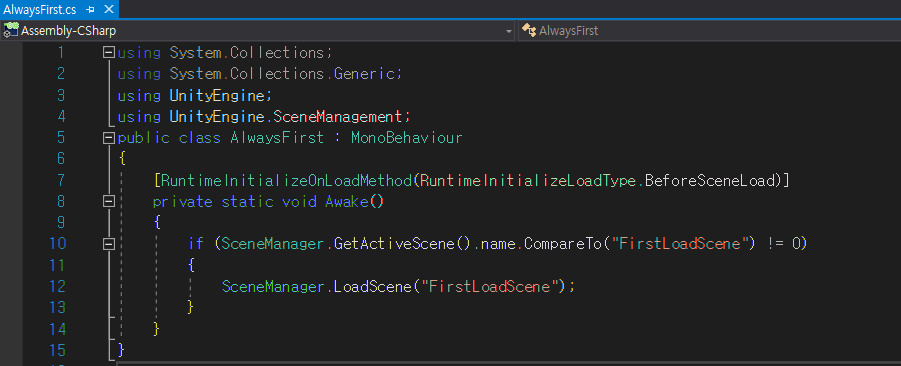 AlwaysFirst.cs
Assembly-CSharp AlwaysFirst
1 using System.Collections;
2 using System.Collections.Generic;
3 using UnityEngine;
4 using UnityEngine.SceneManagement;
5 public class AlwaysFirst : MonoBehaviour
6 {
7 [RuntimeInitializeOnLoadMethod(RuntimeInitializeLoadType.BeforeSceneLoad)]
8 private static void Awake()
9 {
10 if (SceneManager.GetActiveScene().name.CompareTo("FirstLoadScene") != 0)
11 {
12 SceneManager.LoadScene("FirstLoadScene");
13 }
14 }
15 }